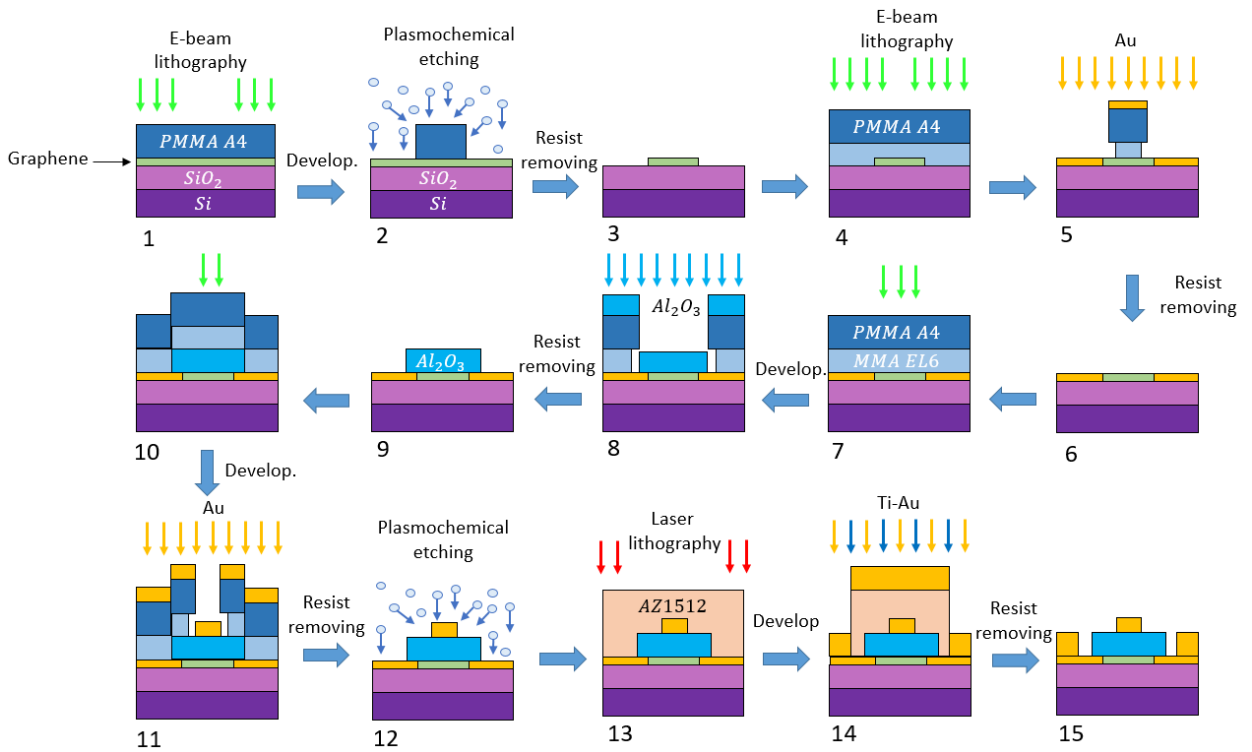 E-beam
lithography
PMMA A4
Graphene
SiO₂
Si
1
Develop.
Plasmochemical
etching
SiO₂
Si
2
Resist
removing
3
E-beam
lithography
PMMA A4
4
Au
5
Resist
removing
6
PMMA A4
MMA EL6
7
Develop.
Al₂O₃
8
Resist
removing
Al₂O₃
9
10
Develop.
Au
11
Resist
removing
Plasmochemical
etching
12
Laser
lithography
AZ1512
13
Develop
Ti-Au
14
Resist
removing
15